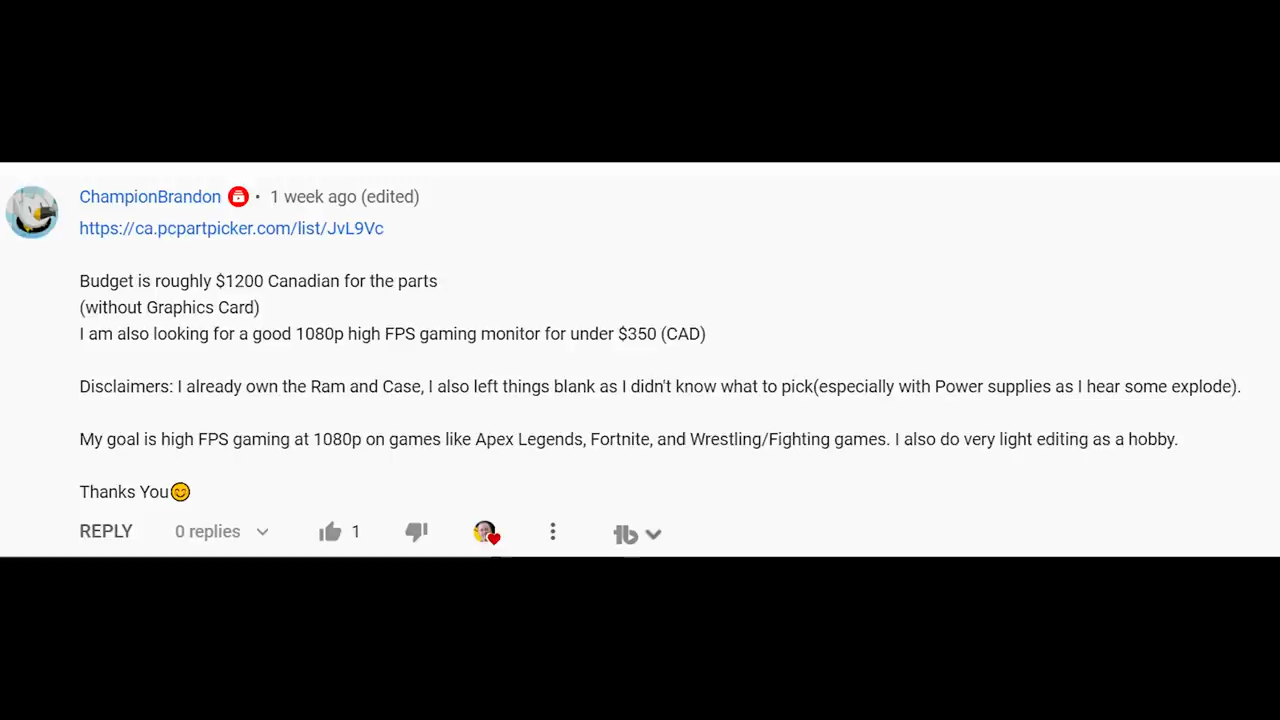 ChampionBrandon • 1 week ago (edited)
https://ca.pcpartpicker.com/list/JvL9Vc
Budget is roughly $1200 Canadian for the parts
(without Graphics Card)
I am also looking for a good 1080p high FPS gaming monitor for under $350 (CAD)
Disclaimers: I already own the Ram and Case, I also left things blank as I didn't know what to pick(especially with Power supplies as I hear some explode).
My goal is high FPS gaming at 1080p on games like Apex Legends, Fortnite, and Wrestling/Fighting games. I also do very light editing as a hobby.
Thanks You😊
REPLY 0 replies 1 tb